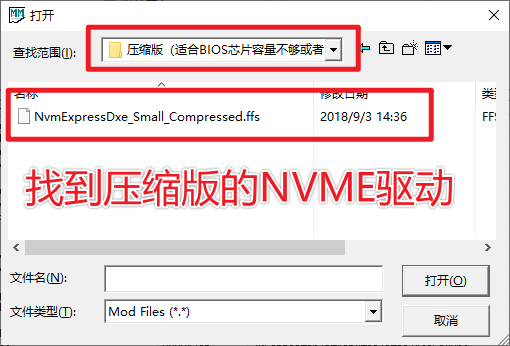 MM 打开
查找范围(I): 压缩版（适合BIOS芯片容量不够或者
名称 修改日期 类
NvmExpressDxe_Small_Compressed.ffs 2018/9/3 14:36 FFS
找到压缩版的NVME驱动
文件名(N): 打开(O)
文件类型(T): Mod Files (*.*) 取消